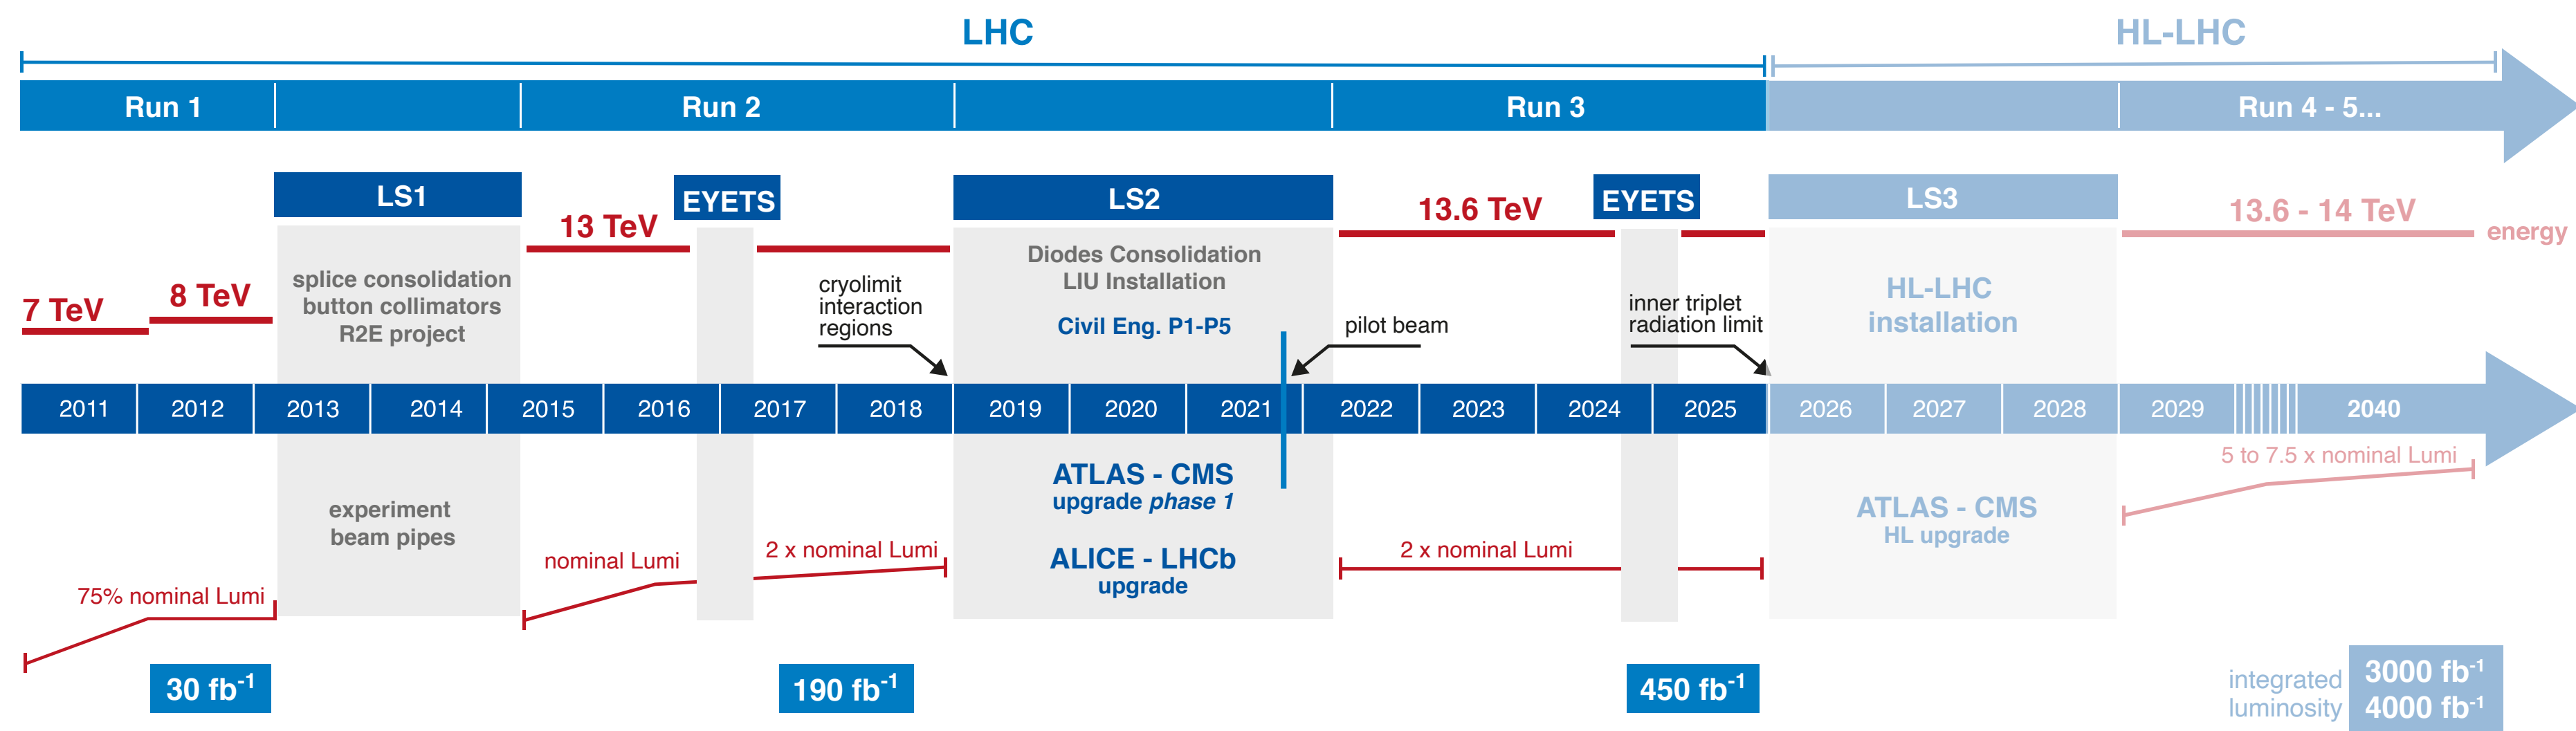 LHC
HL-LHC
Run 1
Run 2
Run 3
Run 4 - 5...
LS1
EYETS
LS2
EYETS
LS3
13 TeV
13.6 TeV
13.6 - 14 TeV
energy
7 TeV
8 TeV
splice consolidation
button collimators
R2E project
cryolimit
interaction
regions
Diodes Consolidation
LIU Installation
Civil Eng. P1-P5
pilot beam
inner triplet
radiation limit
HL-LHC
installation
2011
2012
2013
2014
2015
2016
2017
2018
2019
2020
2021
2022
2023
2024
2025
2026
2027
2028
2029
2040
5 to 7.5 x nominal Lumi
experiment
beam pipes
ATLAS - CMS
upgrade phase 1
ALICE - LHCb
upgrade
ATLAS - CMS
HL upgrade
75% nominal Lumi
nominal Lumi
2 x nominal Lumi
2 x nominal Lumi
30 fb-1
190 fb-1
450 fb-1
integrated
luminosity
3000 fb-1
4000 fb-1